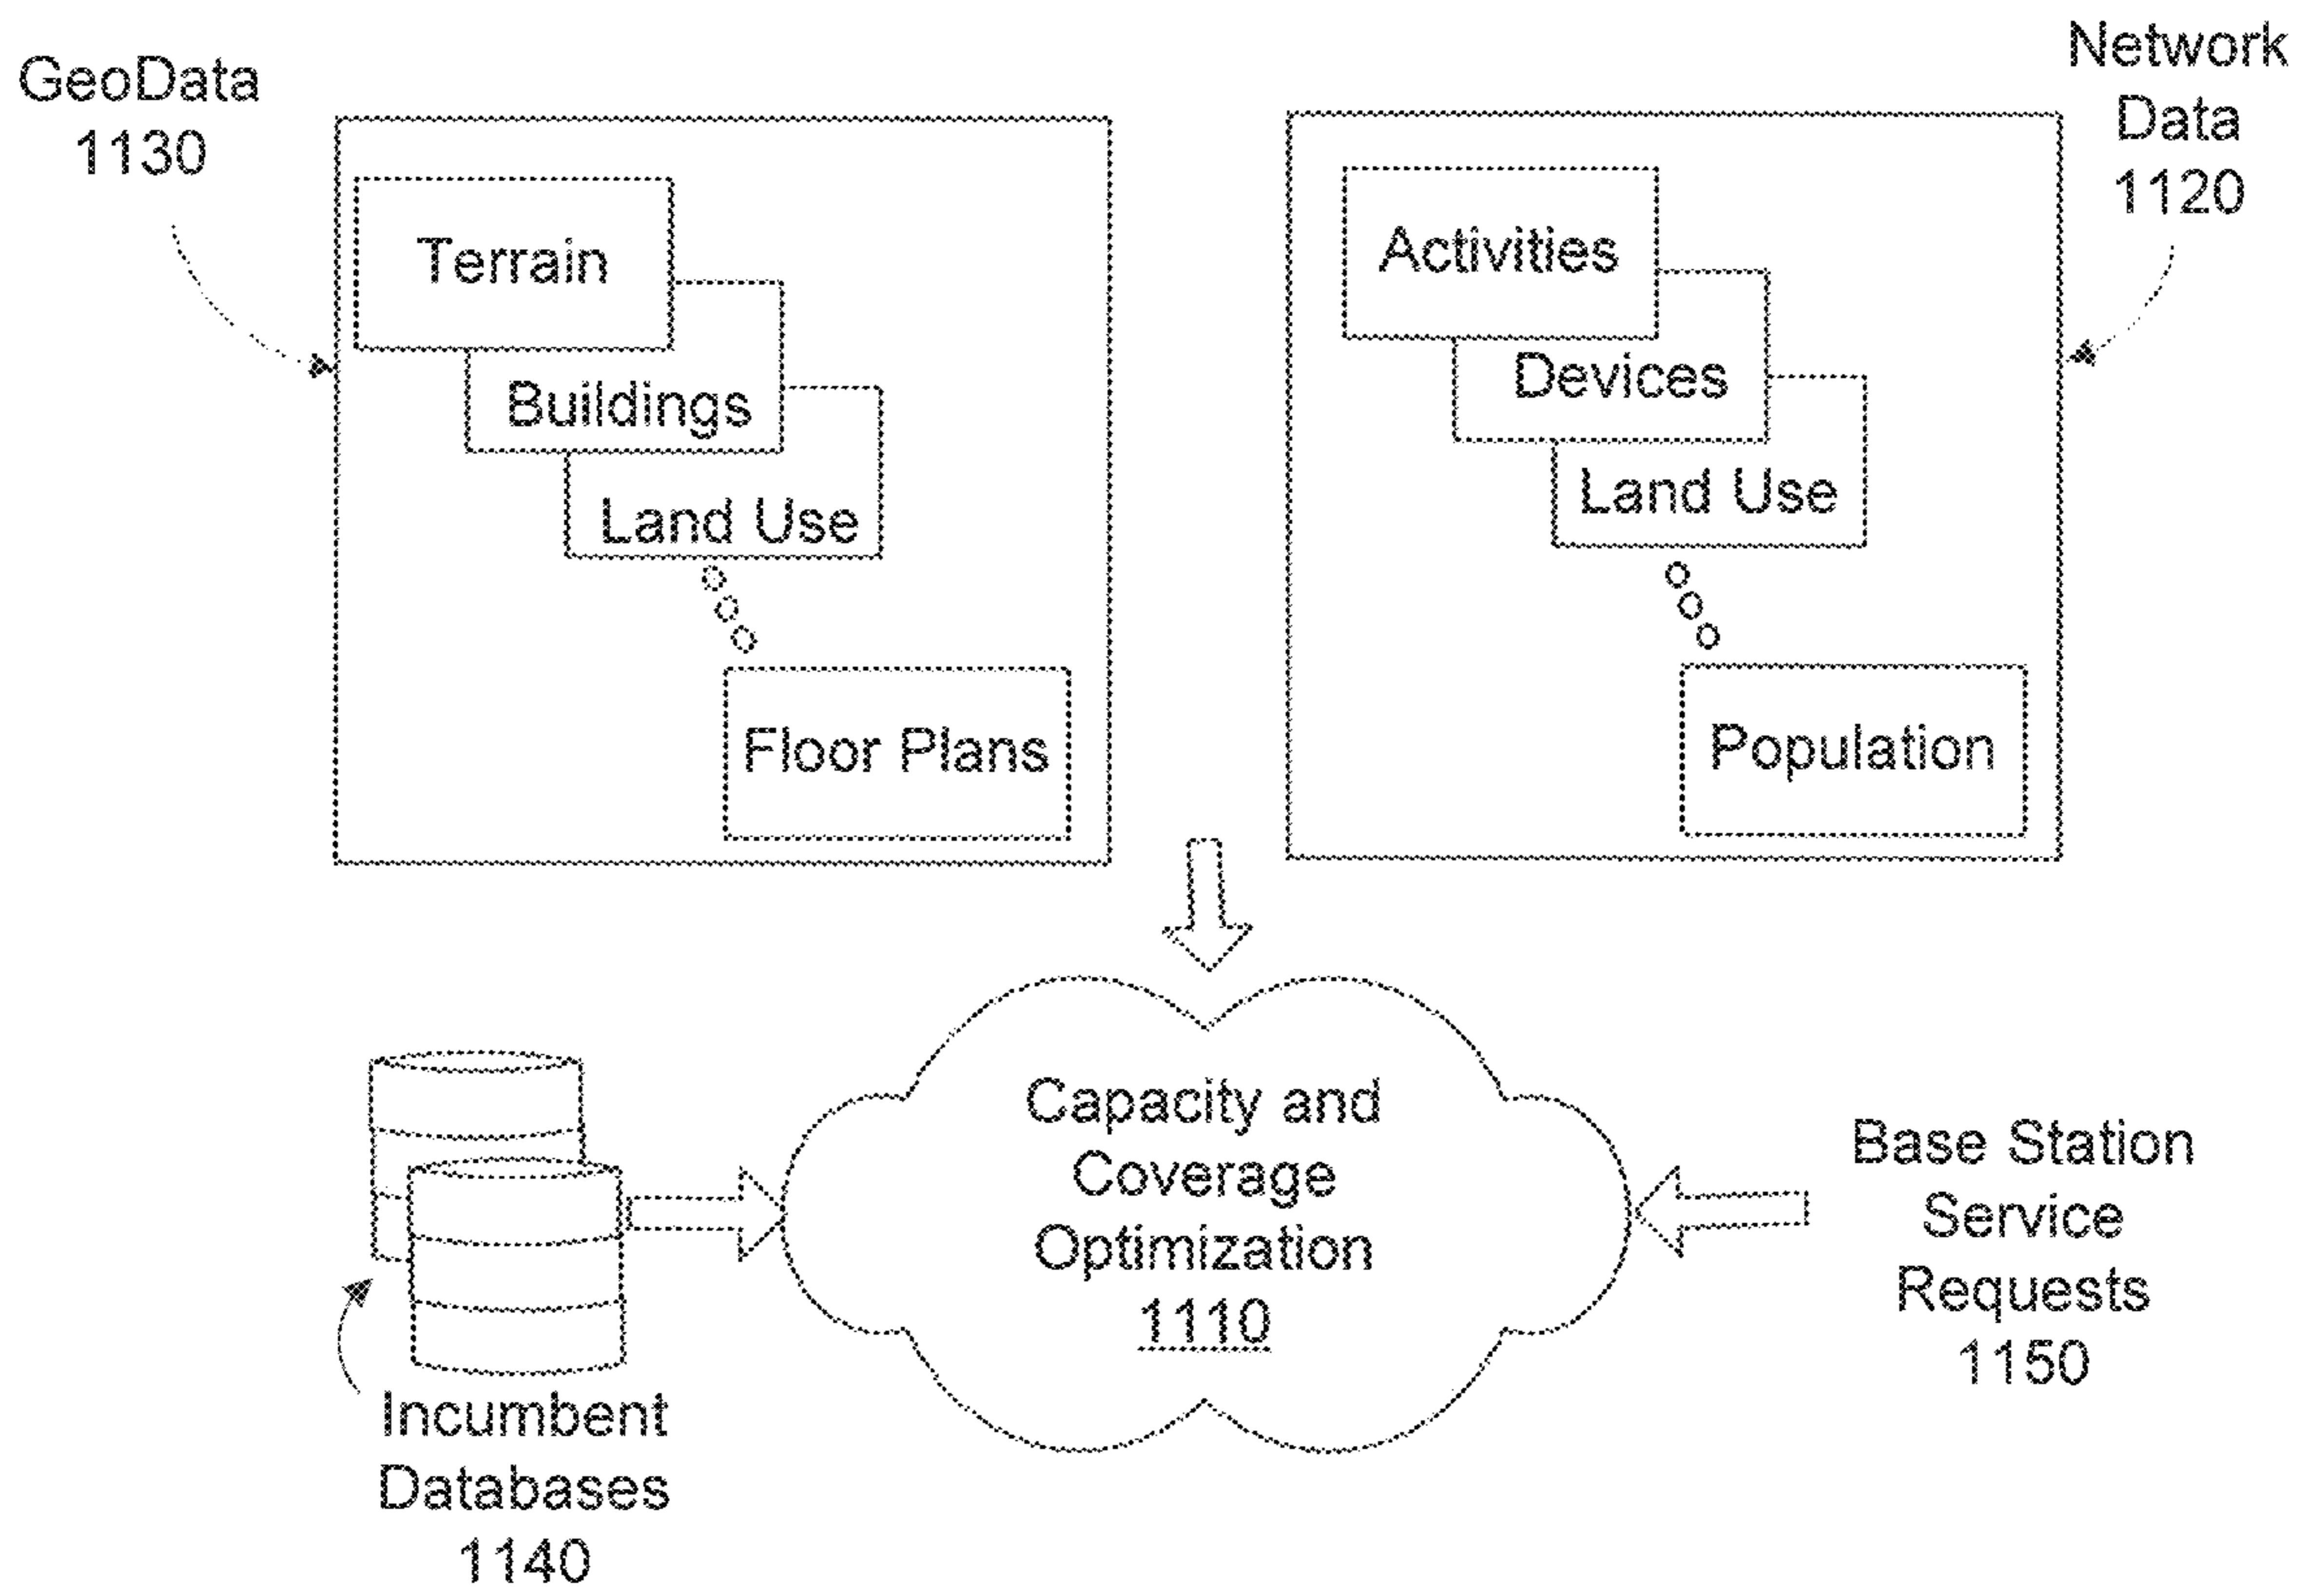 GeoData
1130
Network
Data
1120
Terrain
Buildings
Land Use
Floor Plans
Activities
Devices
Land Use
Population
Capacity and
Coverage
Optimization
1110
Base Station
Service
Requests
1150
Incumbent
Databases
1140